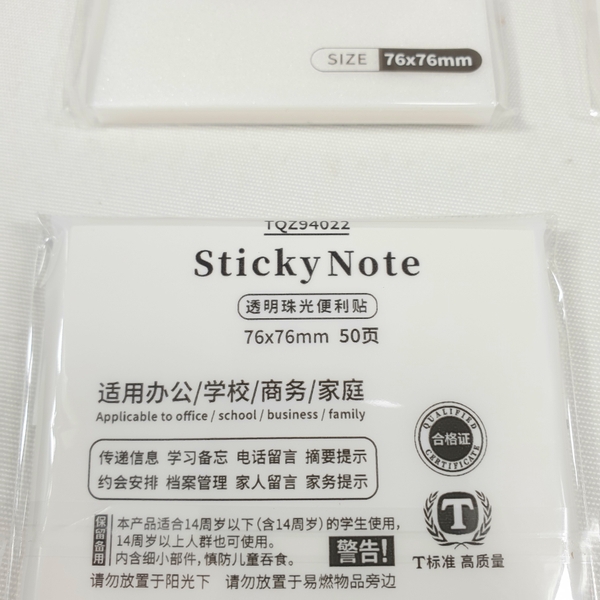 SIZE 76x76mm
TQZ94022
Sticky Note
透明珠光便利贴
76x76mm 50页
适用办公/学校/商务/家庭
Applicable to office / school / business / family
传递信息 学习备忘 电话留言 摘要提示
约会安排 档案管理 家人留言 家务提示
QUALIFIED
合格证
CERTIFICATE
T
T标准 高质量
保留备用
本产品适合14周岁以下(含14周岁)的学生使用,
14周岁以上人群也可使用。
内含细小部件,慎防儿童吞食。
警告!
请勿放置于阳光下 请勿放置于易燃物品旁边